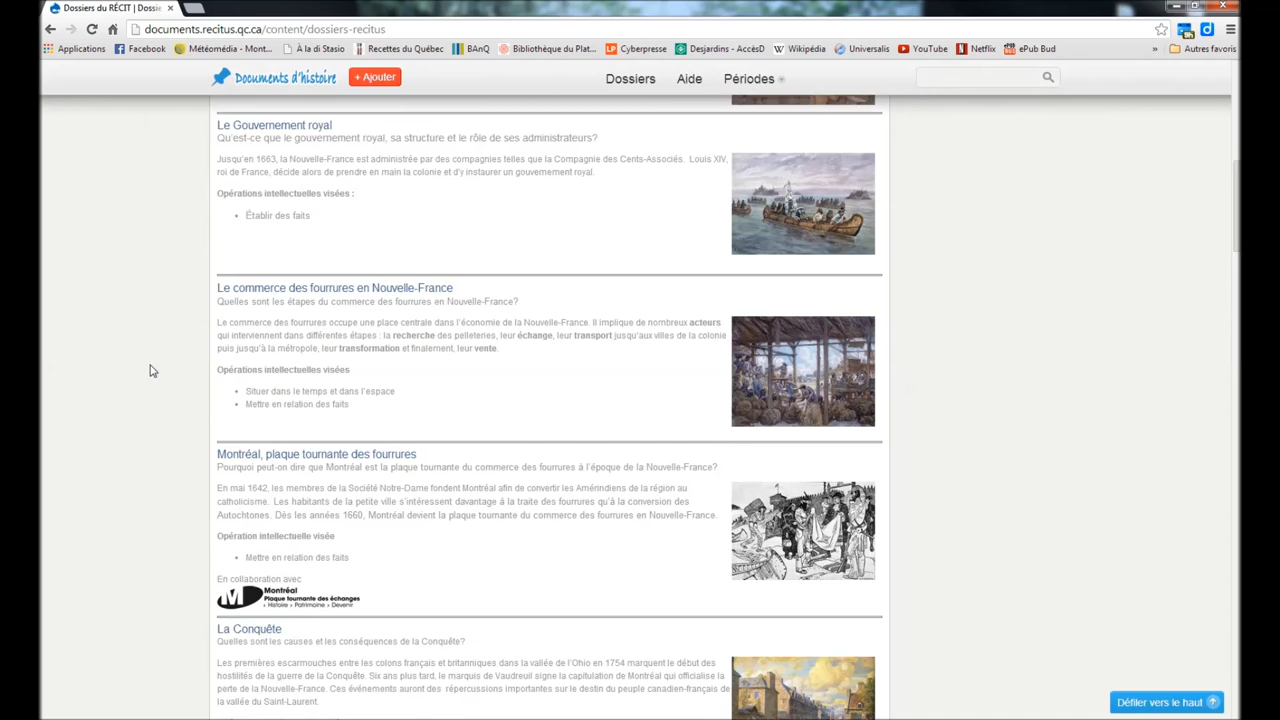 Dossiers du RÉCIT | Dossie
documents.recitus.qc.ca/content/dossiers-recitus
Applications Facebook Météomédia - Mont... À la di Stasio Recettes du Québec BAnQ Bibliothèque du Plat... Cyberpresse Desjardins - AccèsD Wikipédia Universalis YouTube Netflix ePub Bud » Autres favoris
Documents d'histoire + Ajouter Dossiers Aide Périodes
Le Gouvernement royal
Qu'est-ce que le gouvernement royal, sa structure et le rôle de ses administrateurs?
Jusqu'en 1663, la Nouvelle-France est administrée par des compagnies telles que la Compagnie des Cents-Associés. Louis XIV,
roi de France, décide alors de prendre en main la colonie et d'y instaurer un gouvernement royal.
Opérations intellectuelles visées :
• Établir des faits
Le commerce des fourrures en Nouvelle-France
Quelles sont les étapes du commerce des fourrures en Nouvelle-France?
Le commerce des fourrures occupe une place centrale dans l'économie de la Nouvelle-France. Il implique de nombreux acteurs
qui interviennent dans différentes étapes : la recherche des pelleteries, leur échange, leur transport jusqu'aux villes de la colonie
puis jusqu'à la métropole, leur transformation et finalement, leur vente.
Opérations intellectuelles visées
• Situer dans le temps et dans l'espace
• Mettre en relation des faits
Montréal, plaque tournante des fourrures
Pourquoi peut-on dire que Montréal est la plaque tournante du commerce des fourrures à l'époque de la Nouvelle-France?
En mai 1642, les membres de la Société Notre-Dame fondent Montréal afin de convertir les Amérindiens de la région au
catholicisme. Les habitants de la petite ville s'intéressent davantage à la traite des fourrures qu'à la conversion des
Autochtones. Dès les années 1660, Montréal devient la plaque tournante du commerce des fourrures en Nouvelle-France.
Opération intellectuelle visée
• Mettre en relation des faits
En collaboration avec
M Montréal
Plaque tournante des échanges
› Histoire › Patrimoine › Devenir
La Conquête
Quelles sont les causes et les conséquences de la Conquête?
Les premières escarmouches entre les colons français et britanniques dans la vallée de l'Ohio en 1754 marquent le début des
hostilités de la guerre de la Conquête. Six ans plus tard, le marquis de Vaudreuil signe la capitulation de Montréal qui officialise la
perte de la Nouvelle-France. Ces événements auront des répercussions importantes sur le destin du peuple canadien-français de
la vallée du Saint-Laurent.
Défiler vers le haut